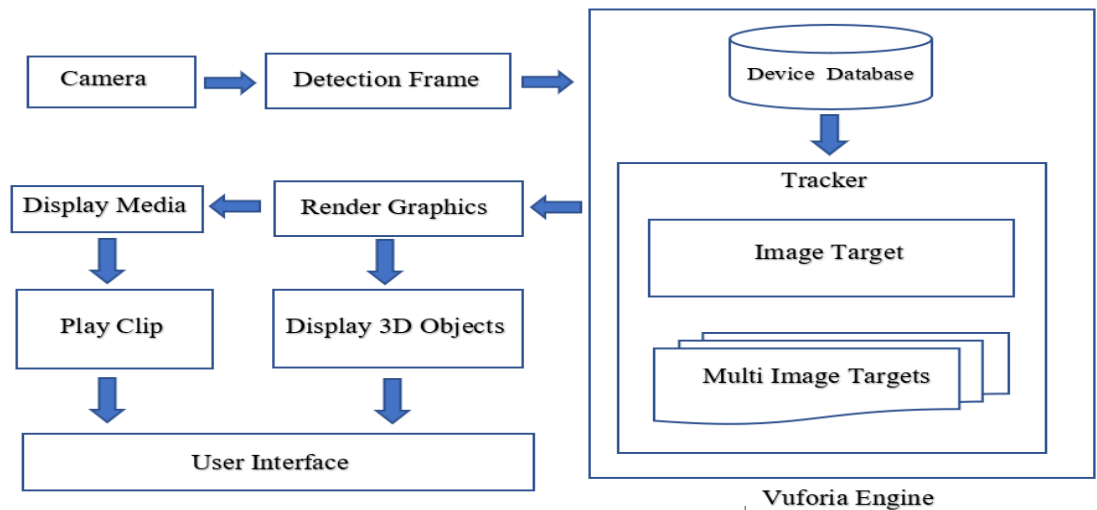 Camera
Detection Frame
Device Database
Tracker
Image Target
Multi Image Targets
Vuforia Engine
Render Graphics
Display Media
Play Clip
Display 3D Objects
User Interface